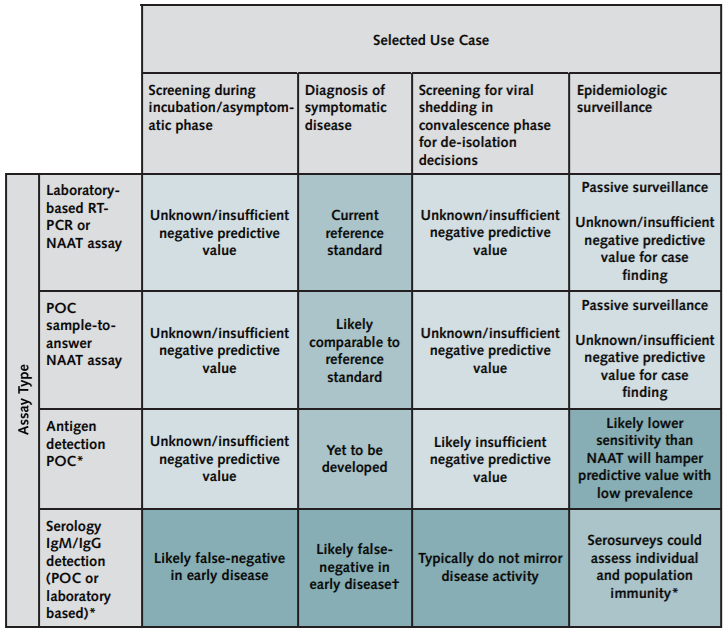 Selected Use Case
Screening during
incubation/asymptom-
atic phase
Diagnosis of
symptomatic
disease
Screening for viral
shedding in
convalescence phase
for de-isolation
decisions
Epidemiologic
surveillance
Assay Type
Laboratory-
based RT-
PCR or
NAAT assay
Unknown/insufficient
negative predictive
value
Current
reference
standard
Unknown/insufficient
negative predictive
value
Passive surveillance
Unknown/insufficient
negative predictive
value for case
finding
POC
sample-to-
answer
NAAT assay
Unknown/insufficient
negative predictive
value
Likely
comparable to
reference
standard
Unknown/insufficient
negative predictive
value
Passive surveillance
Unknown/insufficient
negative predictive
value for case
finding
Antigen
detection
POC*
Unknown/insufficient
negative predictive
value
Yet to be
developed
Likely insufficient
negative predictive
value
Likely lower
sensitivity than
NAAT will hamper
predictive value with
low prevalence
Serology
IgM/IgG
detection
(POC or
laboratory
based)*
Likely false-negative
in early disease
Likely false-
negative in
early disease†
Typically do not mirror
disease activity
Serosurveys could
assess individual
and population
immunity*